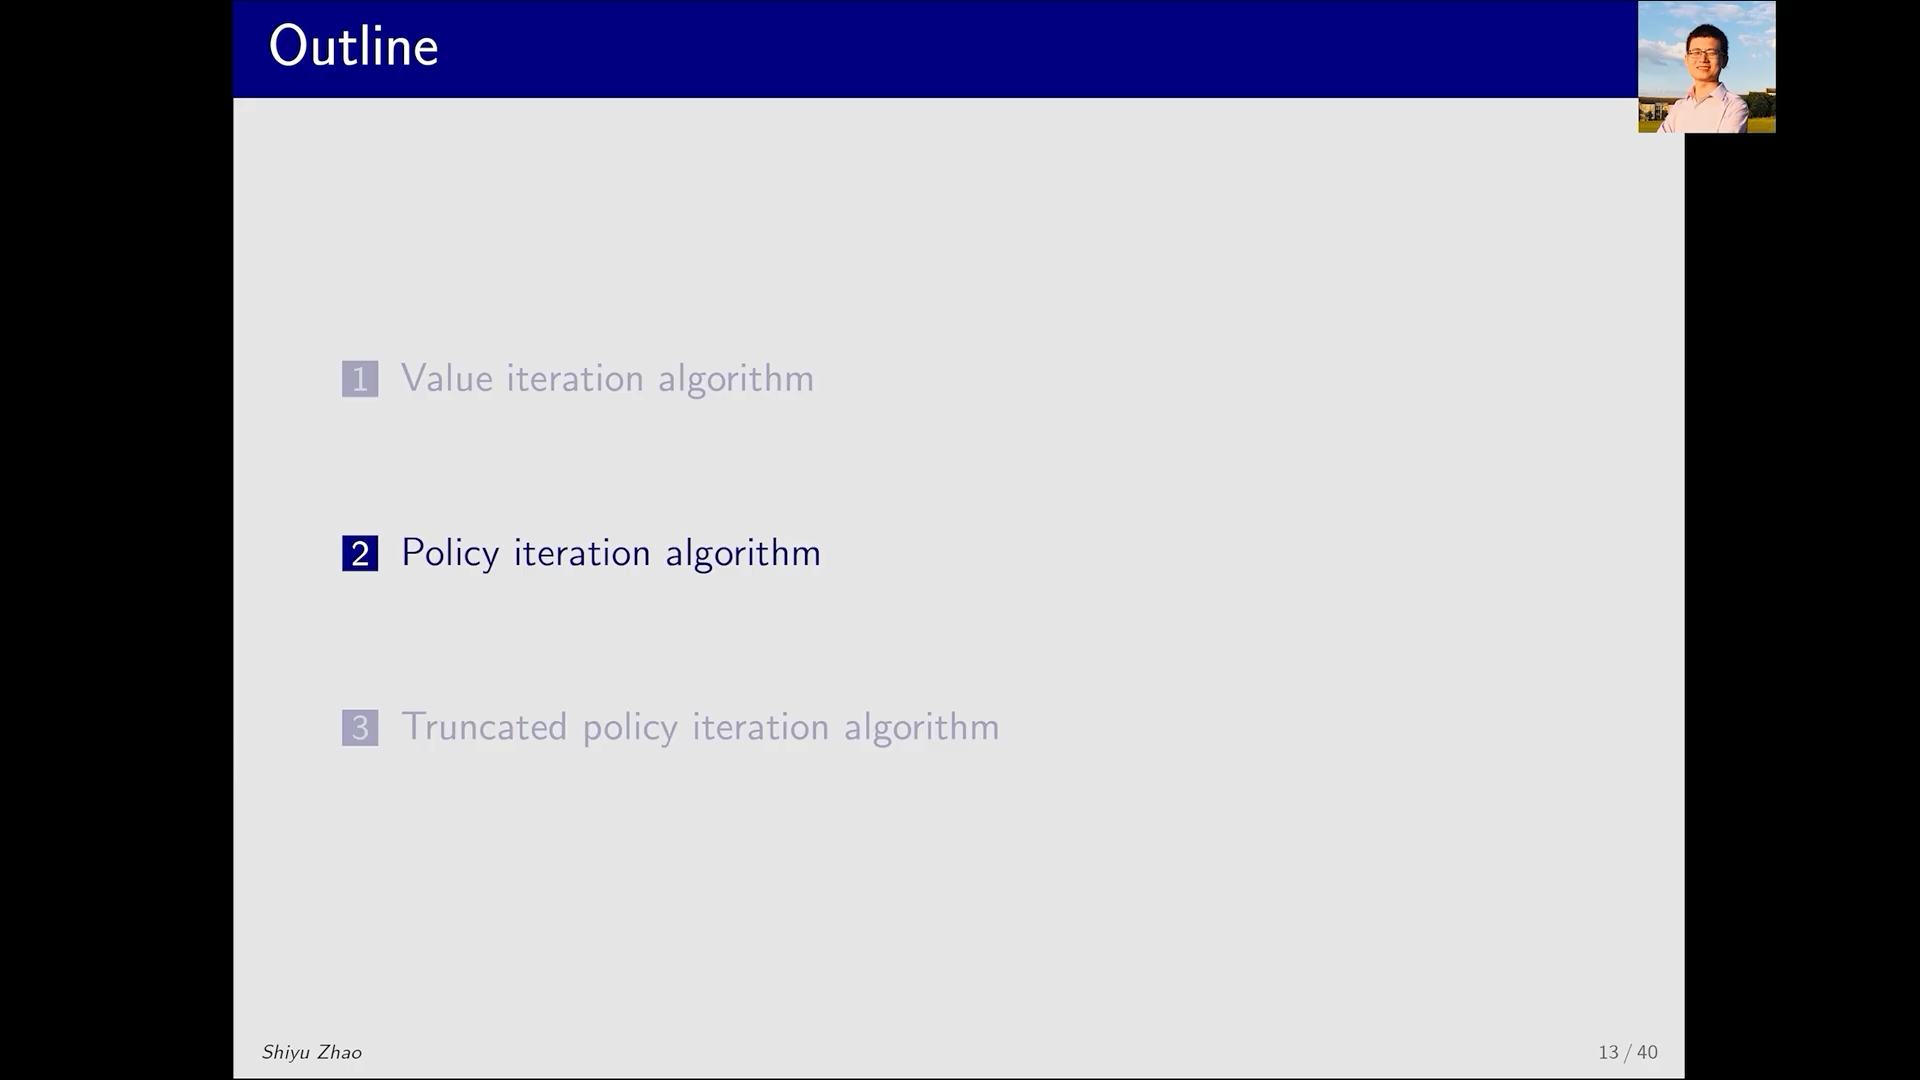 Outline
1 Value iteration algorithm
2 Policy iteration algorithm
3 Truncated policy iteration algorithm
Shiyu Zhao
13 / 40